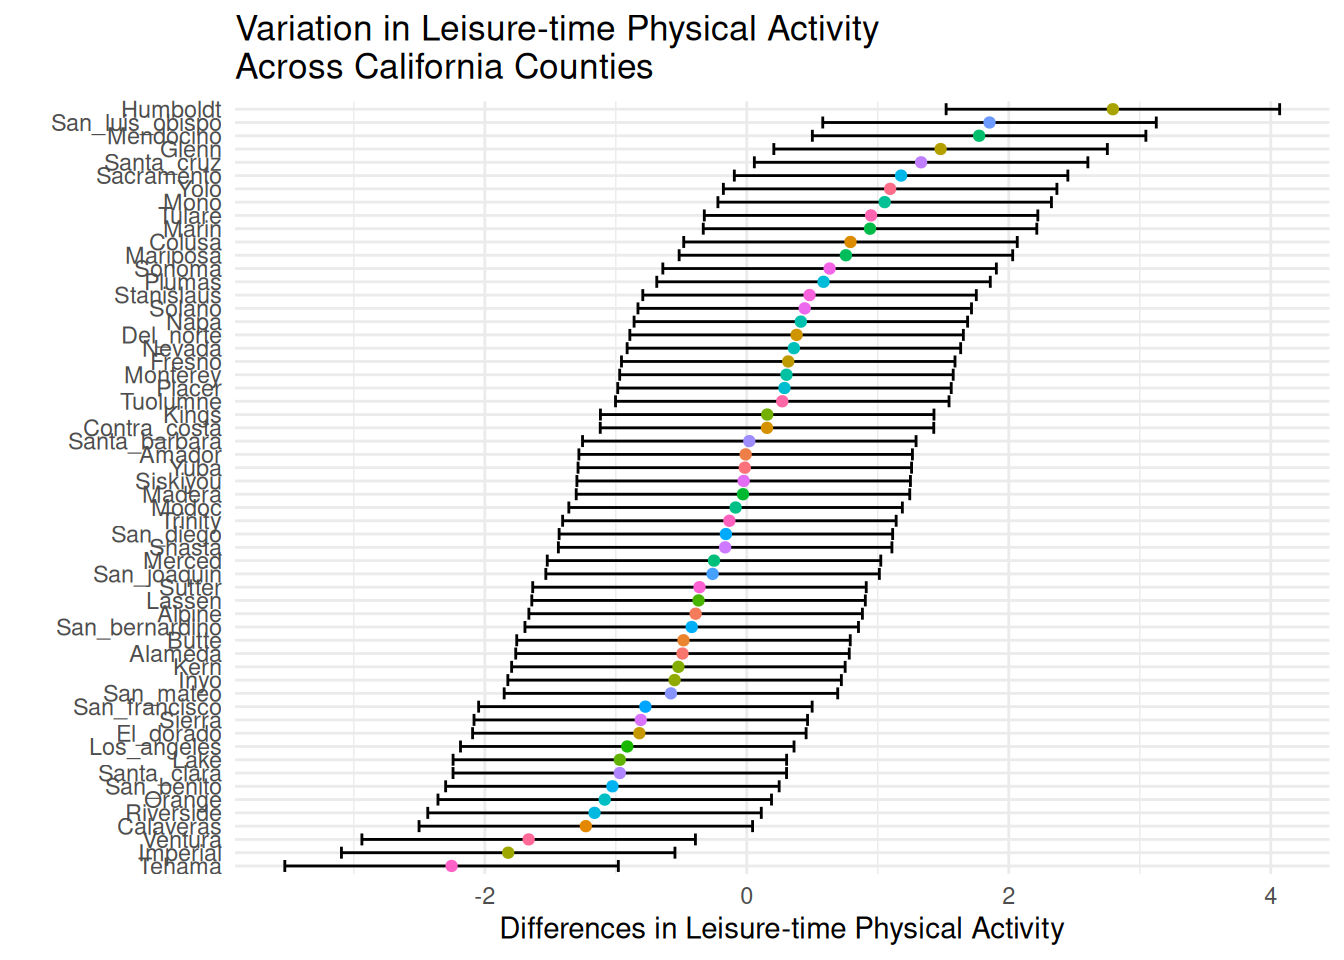 Variation in Leisure-time Physical Activity
Across California Counties
Humboldt
San_luis_obispo
Mendocino
Glenn
Santa_cruz
Sacramento
Yolo
Mono
Tulare
Marin
Colusa
Mariposa
Sonoma
Plumas
Stanislaus
Solano
Napa
Del_norte
Nevada
Fresno
Monterey
Placer
Tuolumne
Kings
Contra_costa
Santa_barbara
Amador
Yuba
Siskiyou
Madera
Modoc
Trinity
San_diego
Shasta
Merced
San_joaquin
Sutter
Lassen
Alpine
San_bernardino
Butte
Alameda
Kern
Inyo
San_mateo
San_francisco
Sierra
El_dorado
Los_angeles
Lake
Santa_clara
San_benito
Orange
Riverside
Calaveras
Ventura
Imperial
Tehama
-2 0 2 4
Differences in Leisure-time Physical Activity